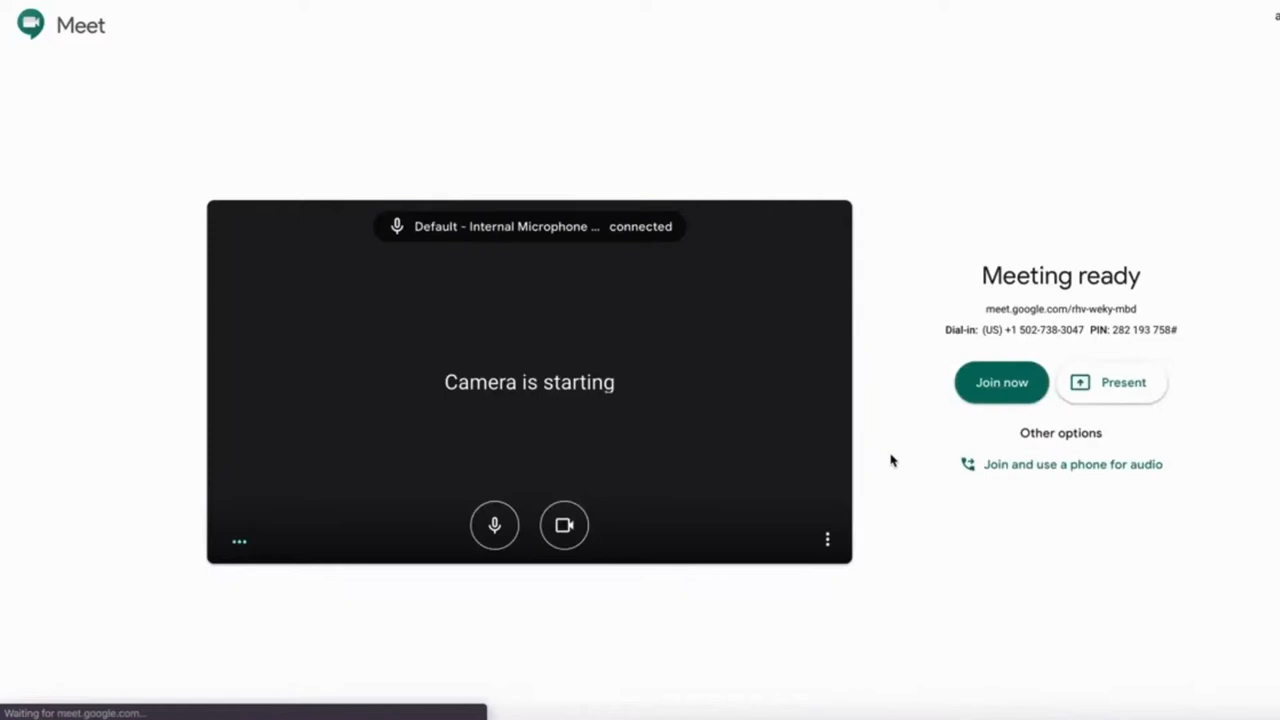 Meet
a
Default - Internal Microphone ... connected
Meeting ready
meet.google.com/rhv-weky-mbd
Dial-in: (US) +1 502-738-3047 PIN: 282 193 758#
Camera is starting
Join now
Present
Other options
Join and use a phone for audio
Waiting for meet.google.com...